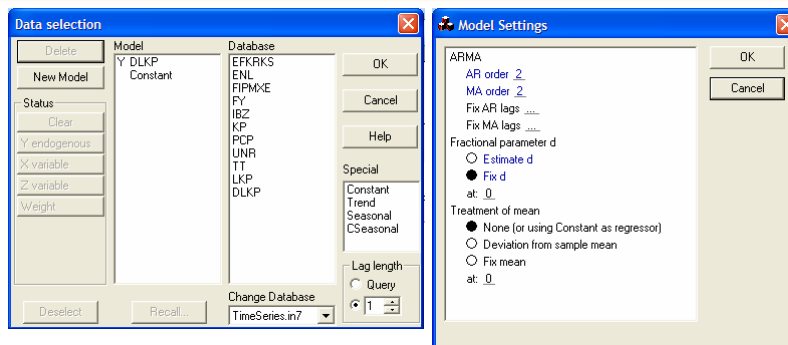 Data selection
Delete
New Model
Status
Clear
Y endogenous
X variable
Z variable
Weight
Deselect
Model
Y DLKP
Constant
Recall...
Database
EFKRKS
ENL
FIPMXE
FY
IBZ
KP
PCP
UNR
TT
LKP
DLKP
Change Database
TimeSeries.in7
OK
Cancel
Help
Special
Constant
Trend
Seasonal
CSeasonal
Lag length
Query
1
Model Settings
ARMA
AR order 2
MA order 2
Fix AR lags ...
Fix MA lags ...
Fractional parameter d
Estimate d
Fix d
at: 0
Treatment of mean
None (or using Constant as regressor)
Deviation from sample mean
Fix mean
at: 0
OK
Cancel